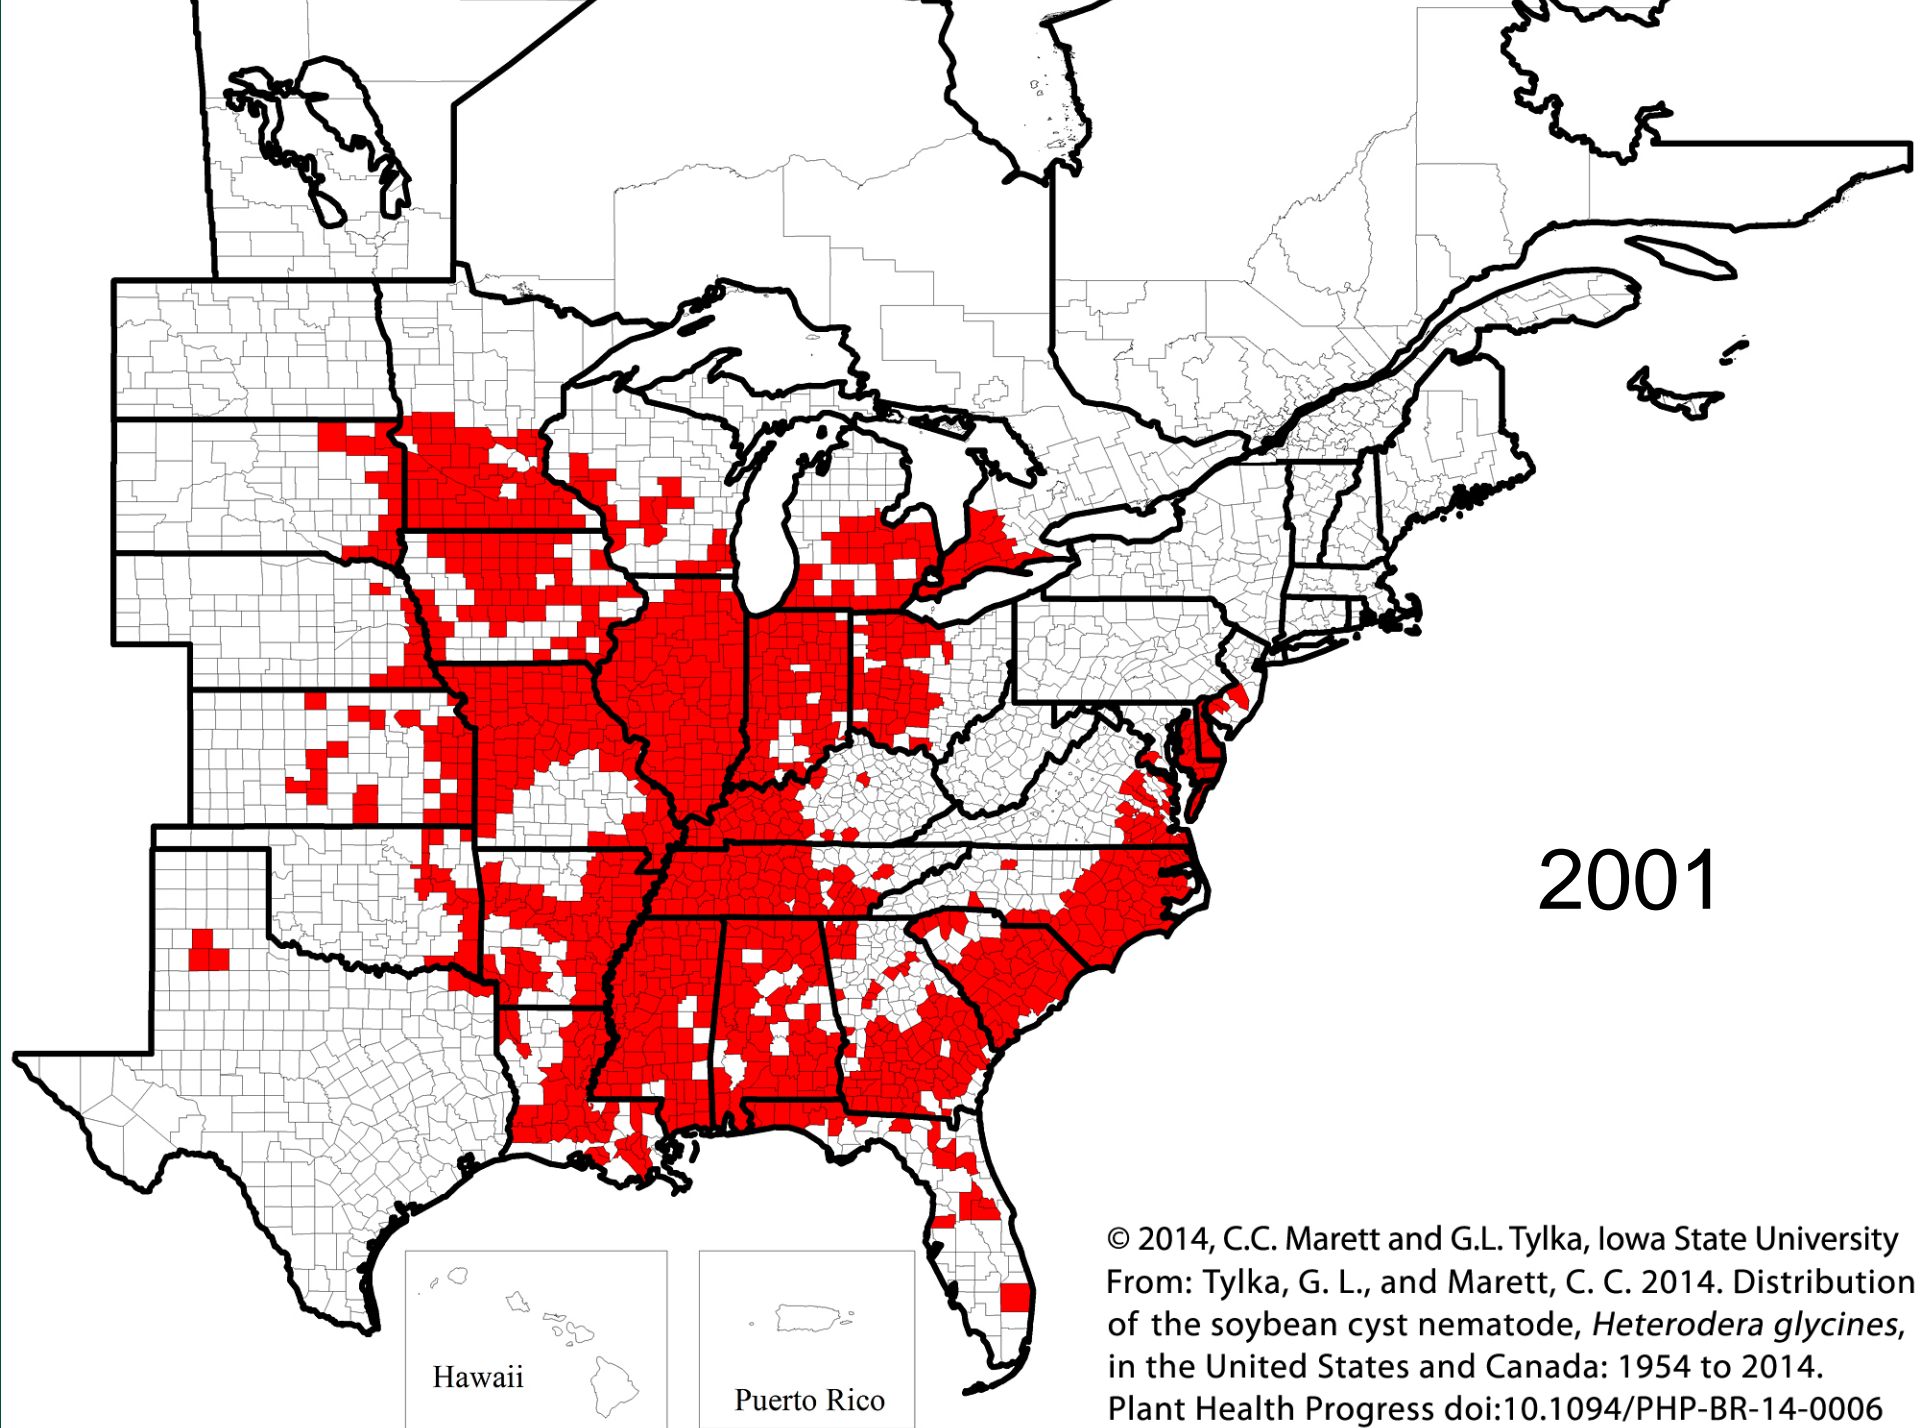 2001
© 2014, C.C. Marett and G.L. Tylka, Iowa State University
From: Tylka, G. L., and Marett, C. C. 2014. Distribution
of the soybean cyst nematode, Heterodera glycines,
in the United States and Canada: 1954 to 2014.
Plant Health Progress doi:10.1094/PHP-BR-14-0006
Hawaii
Puerto Rico